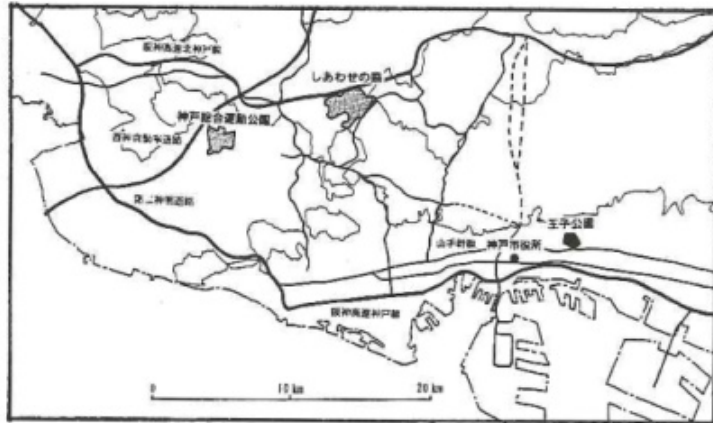 阪神高速北神戸線
しあわせの森
神戸総合運動公園
西神自動車道路
第二神明道路
王子公園
山手幹線
神戸市役所
阪神高速神戸線
0
10 km
20 km